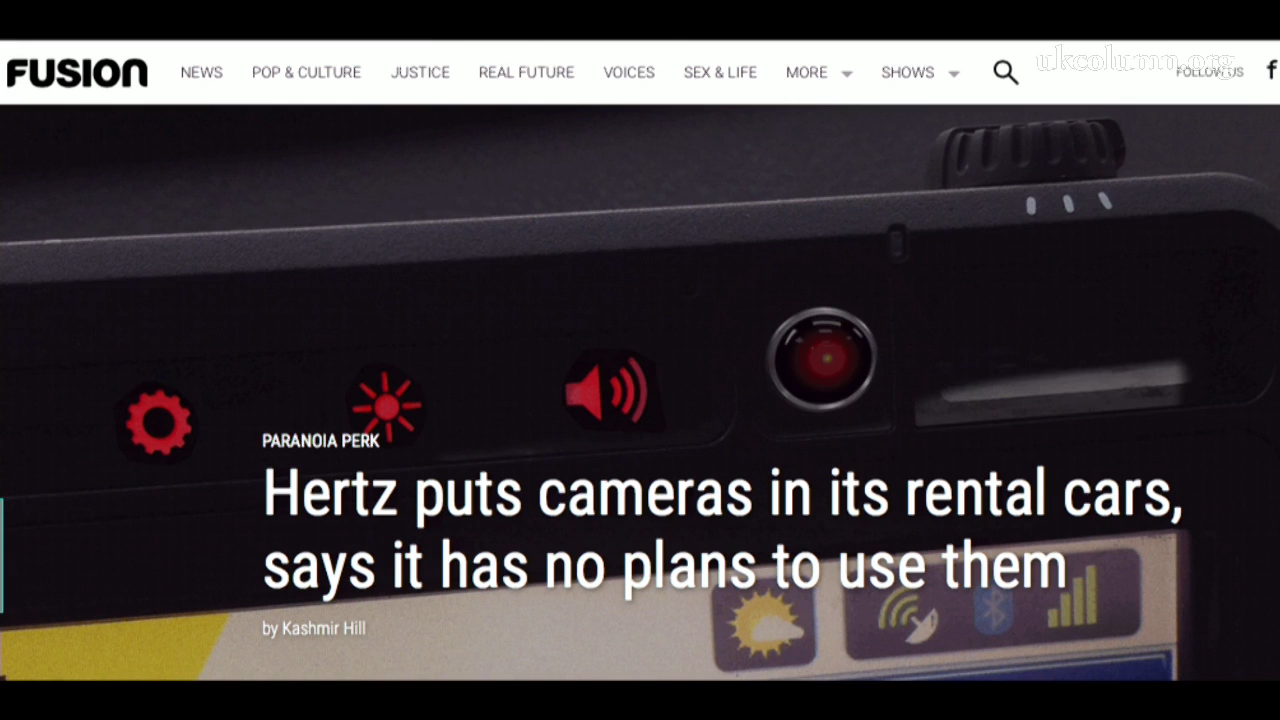 ukcolumn.org
FUSION NEWS POP & CULTURE JUSTICE REAL FUTURE VOICES SEX & LIFE MORE SHOWS FOLLOW US f
PARANOIA PERK
Hertz puts cameras in its rental cars,
says it has no plans to use them
by Kashmir Hill